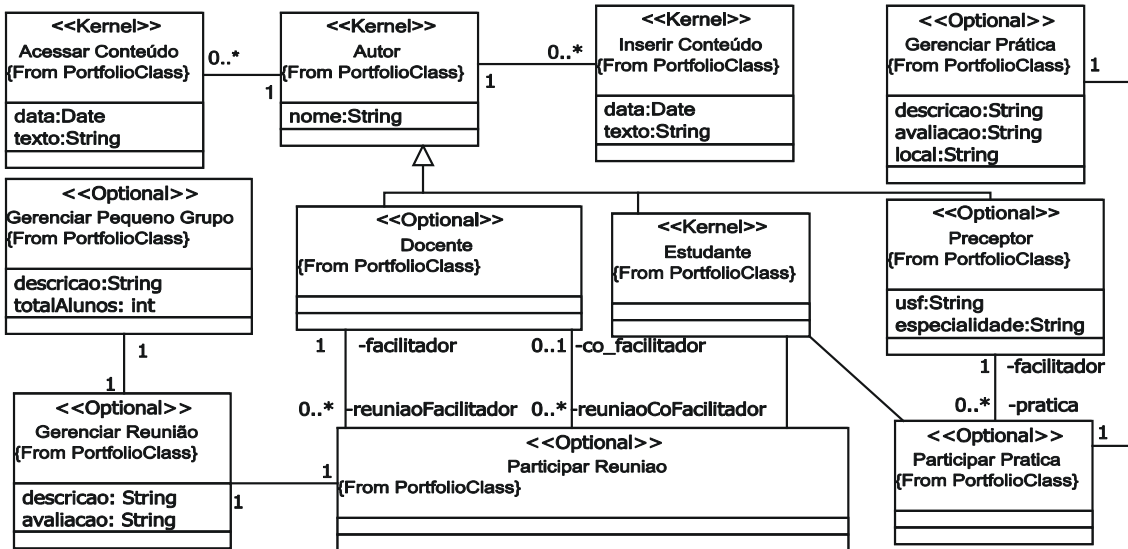 <<Kernel>>
Acessar Conteúdo
{From PortfolioClass}
data:Date
texto:String
0..*
1
<<Kernel>>
Autor
{From PortfolioClass}
nome:String
1
0..*
<<Kernel>>
Inserir Conteúdo
{From PortfolioClass}
data:Date
texto:String
<<Optional>>
Gerenciar Prática
{From PortfolioClass}
descricao:String
avaliacao:String
local:String
1
<<Optional>>
Gerenciar Pequeno Grupo
{From PortfolioClass}
descricao:String
totalAlunos: int
1
1
<<Optional>>
Docente
{From PortfolioClass}
<<Kernel>>
Estudante
{From PortfolioClass}
<<Optional>>
Preceptor
{From PortfolioClass}
usf:String
especialidade:String
1 -facilitador
0..1 -co_facilitador
1 -facilitador
0..* -reuniaoFacilitador
0..* -reuniaoCoFacilitador
0..* -pratica
<<Optional>>
Gerenciar Reunião
{From PortfolioClass}
descricao: String
avaliacao: String
1
1
<<Optional>>
Participar Reuniao
{From PortfolioClass}
<<Optional>>
Participar Pratica
{From PortfolioClass}
1